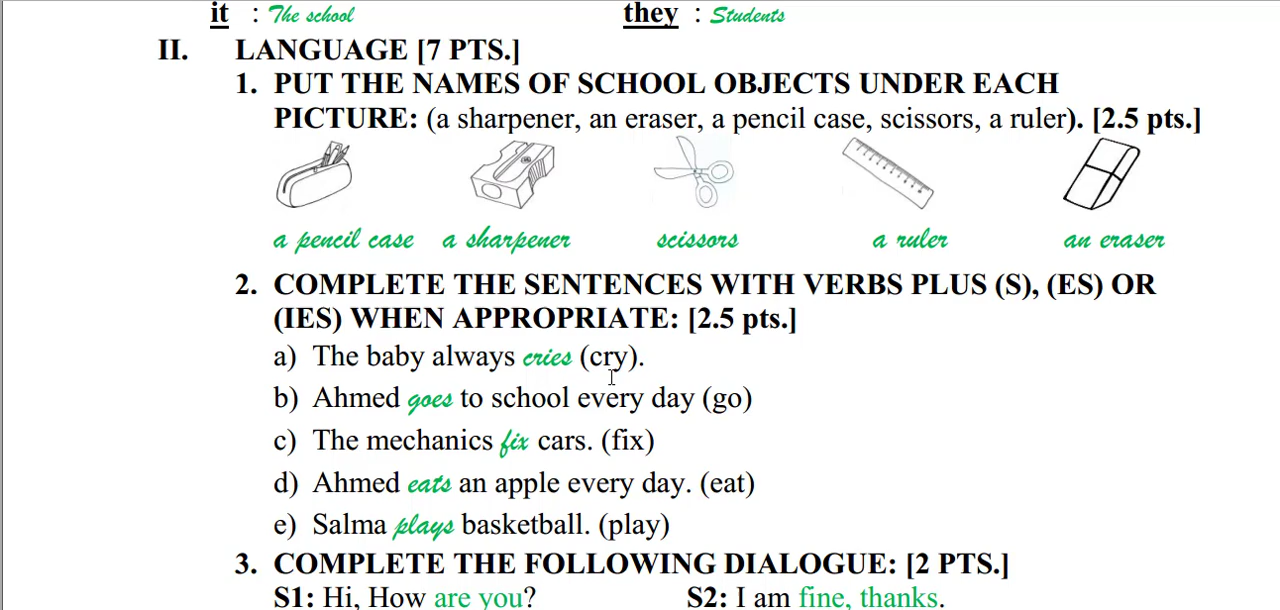 it : The school they : Students
II. LANGUAGE [7 PTS.]
1. PUT THE NAMES OF SCHOOL OBJECTS UNDER EACH
PICTURE: (a sharpener, an eraser, a pencil case, scissors, a ruler). [2.5 pts.]
a pencil case a sharpener scissors a ruler an eraser
2. COMPLETE THE SENTENCES WITH VERBS PLUS (S), (ES) OR
(IES) WHEN APPROPRIATE: [2.5 pts.]
a) The baby always cries (cry).
b) Ahmed goes to school every day (go)
c) The mechanics fix cars. (fix)
d) Ahmed eats an apple every day. (eat)
e) Salma plays basketball. (play)
3. COMPLETE THE FOLLOWING DIALOGUE: [2 PTS.]
S1: Hi, How are you? S2: I am fine, thanks.